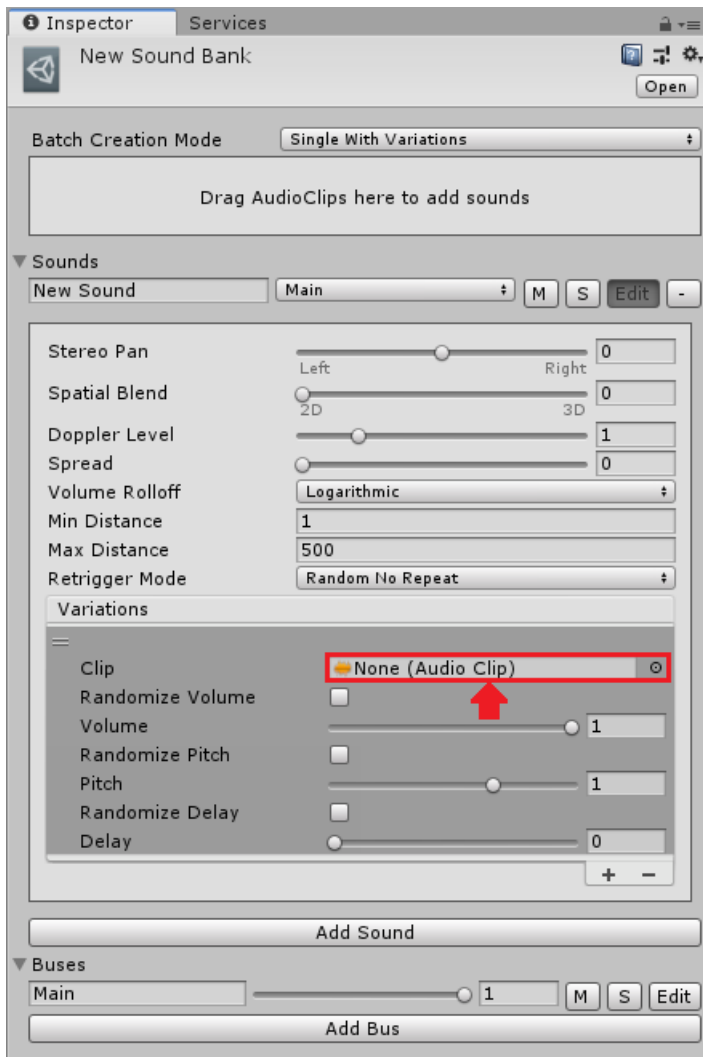 Inspector Services
New Sound Bank
Open
Batch Creation Mode Single With Variations
Drag AudioClips here to add sounds
Sounds
New Sound Main M S Edit -
Stereo Pan 0
Left Right
Spatial Blend 0
2D 3D
Doppler Level 1
Spread 0
Volume Rolloff Logarithmic
Min Distance 1
Max Distance 500
Retrigger Mode Random No Repeat
Variations
Clip None (Audio Clip)
Randomize Volume
Volume 1
Randomize Pitch
Pitch 1
Randomize Delay
Delay 0
+ −
Add Sound
Buses
Main 1 M S Edit
Add Bus